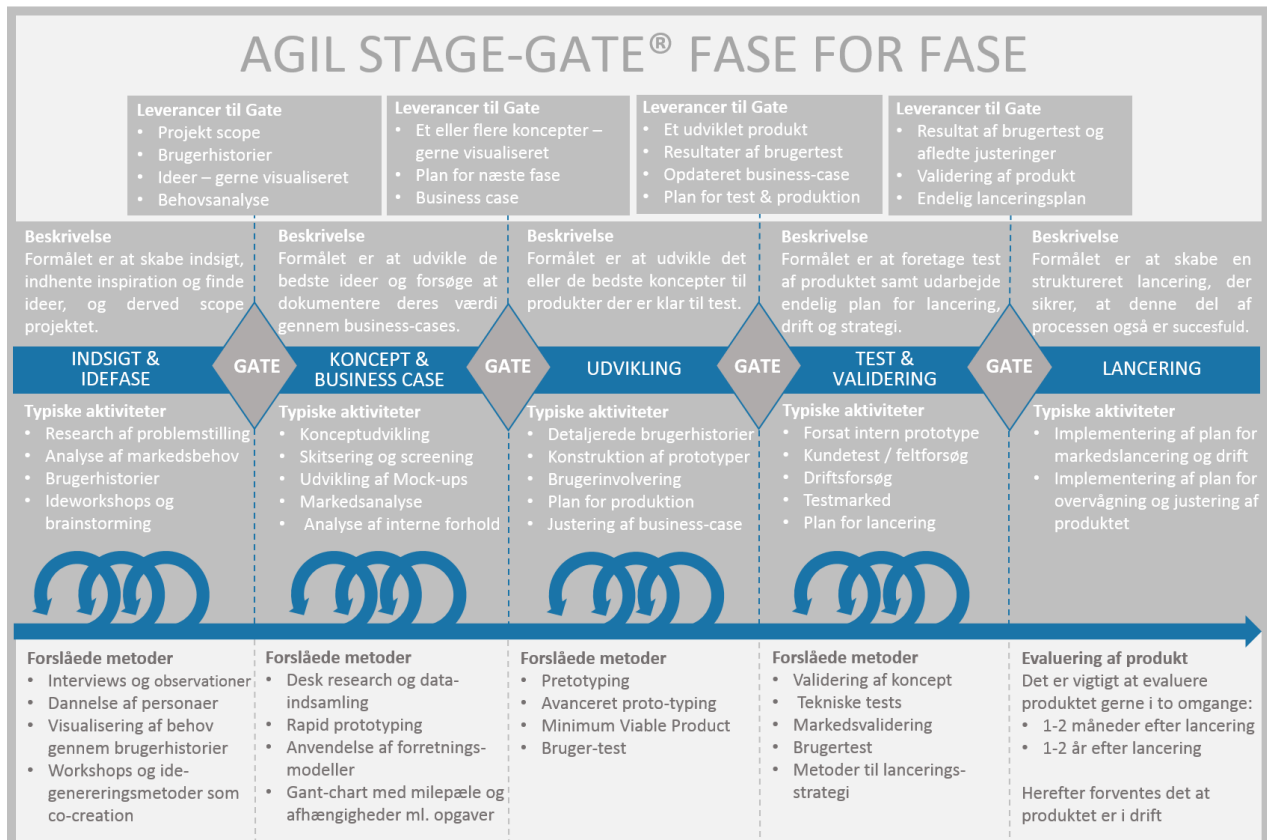 AGIL STAGE-GATE® FASE FOR FASE
Leverancer til Gate
• Projekt scope
• Brugerhistorier
• Ideer – gerne visualiseret
• Behovsanalyse
Leverancer til Gate
• Et eller flere koncepter –
gerne visualiseret
• Plan for næste fase
• Business case
Leverancer til Gate
• Et udviklet produkt
• Resultater af brugertest
• Opdateret business-case
• Plan for test & produktion
Leverancer til Gate
• Resultat af brugertest og
afledte justeringer
• Validering af produkt
• Endelig lanceringsplan
Beskrivelse
Formålet er at skabe indsigt,
indhente inspiration og finde
ideer, og derved scope
projektet.
Beskrivelse
Formålet er at udvikle de
bedste ideer og forsøge at
dokumentere deres værdi
gennem business-cases.
Beskrivelse
Formålet er at udvikle det
eller de bedste koncepter til
produkter der er klar til test.
Beskrivelse
Formålet er at foretage test
af produktet samt udarbejde
endelig plan for lancering,
drift og strategi.
Beskrivelse
Formålet er at skabe en
struktureret lancering, der
sikrer, at denne del af
processen også er succesfuld.
INDSIGT &
IDEFASE
GATE
KONCEPT &
BUSINESS CASE
GATE
UDVIKLING
GATE
TEST &
VALIDERING
GATE
LANCERING
Typiske aktiviteter
• Research af problemstilling
• Analyse af markedsbehov
• Brugerhistorier
• Ideworkshops og
brainstorming
Typiske aktiviteter
• Konceptudvikling
• Skitsering og screening
• Udvikling af Mock-ups
• Markedsanalyse
• Analyse af interne forhold
Typiske aktiviteter
• Detaljerede brugerhistorier
• Konstruktion af prototyper
• Brugerinvolvering
• Plan for produktion
• Justering af business-case
Typiske aktiviteter
• Forsat intern prototype
• Kundetest / feltforsøg
• Driftsforsøg
• Testmarked
• Plan for lancering
Typiske aktiviteter
• Implementering af plan for
markedslancering og drift
• Implementering af plan for
overvågning og justering af
produktet
Forslåede metoder
• Interviews og observationer
• Dannelse af personaer
• Visualisering af behov
gennem brugerhistorier
• Workshops og ide-
genereringsmetoder som
co-creation
Forslåede metoder
• Desk research og data-
indsamling
• Rapid prototyping
• Anvendelse af forretnings-
modeller
• Gant-chart med milepæle og
afhængigheder ml. opgaver
Forslåede metoder
• Pretotyping
• Avanceret proto-typing
• Minimum Viable Product
• Bruger-test
Forslåede metoder
• Validering af koncept
• Tekniske tests
• Markedsvalidering
• Brugertest
• Metoder til lancerings-
strategi
Evaluering af produkt
Det er vigtigt at evaluere
produktet gerne i to omgange:
• 1-2 måneder efter lancering
• 1-2 år efter lancering
Herefter forventes det at
produktet er i drift